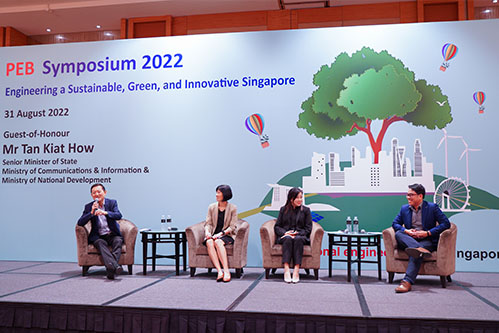 PEB Symposium 2022
Engineering a Sustainable, Green, and Innovative Singapore
31 August 2022
Guest-of-Honour
Mr Tan Kiat How
Senior Minister of State
Ministry of Communications & Information &
Ministry of National Development